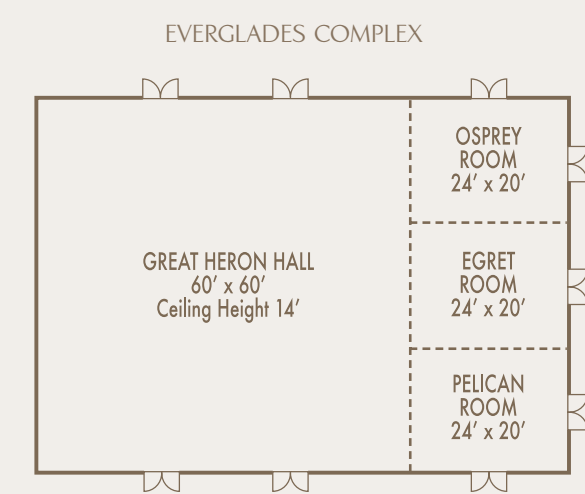 EVERGLADES COMPLEX
OSPREY
ROOM
24’ x 20’
GREAT HERON HALL
60’ x 60’
Ceiling Height 14’
EGRET
ROOM
24’ x 20’
PELICAN
ROOM
24’ x 20’